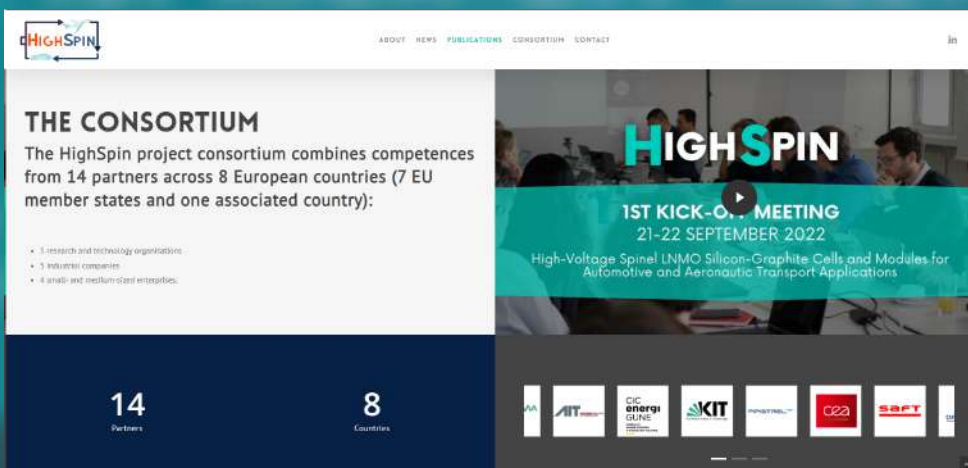 HIGHSPIN
ABOUT NEWS PUBLICATIONS CONSORTIUM CONTACT
in
THE CONSORTIUM
The HighSpin project consortium combines competences
from 14 partners across 8 European countries (7 EU
member states and one associated country):
research and technology organisations
5 industrial companies
4 small- and medium-sized enterprises.
HIGHSPIN
1ST KICK-OFF MEETING
21-22 SEPTEMBER 2022
High-Voltage Spinel LNMO Silicon-Graphite Cells and Modules for
Automotive and Aeronautic Transport Applications
14
Partners
8
Countries
AIT
CIC
energi
GUNE
KIT
PIPISTREL
cea
SAFT